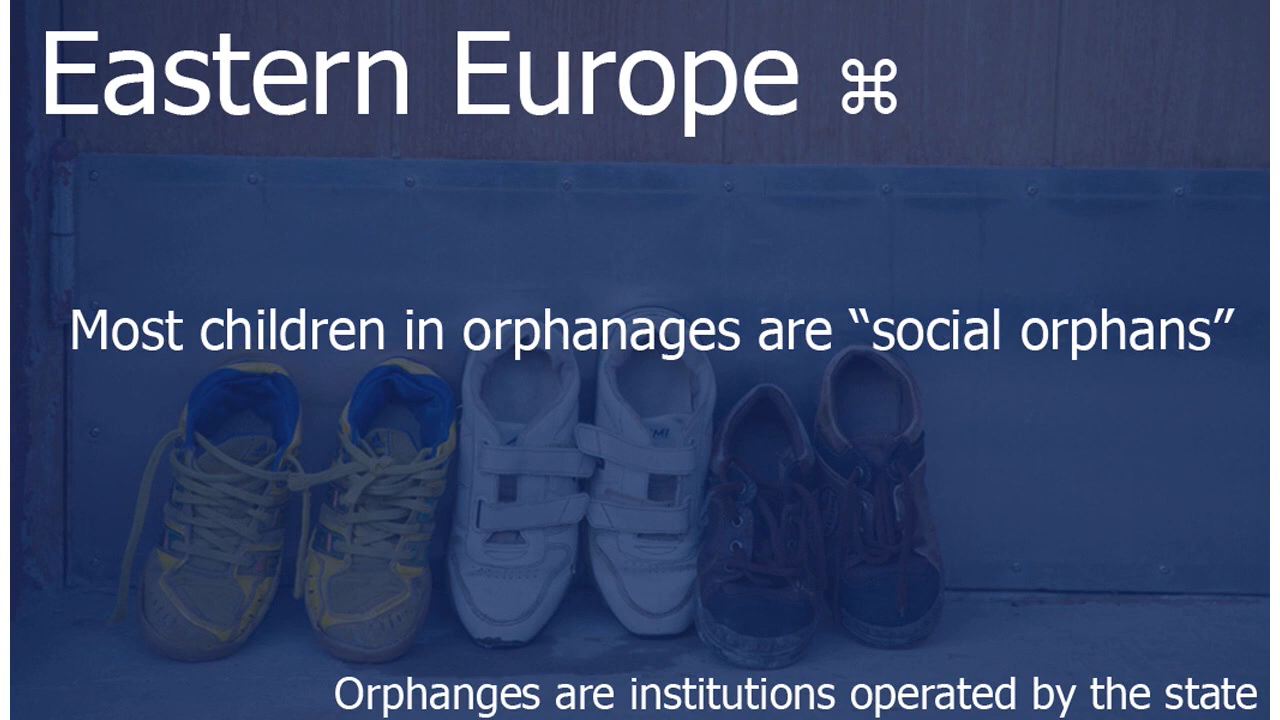 Eastern Europe ⌘
Most children in orphanages are “social orphans”
Orphanges are institutions operated by the state